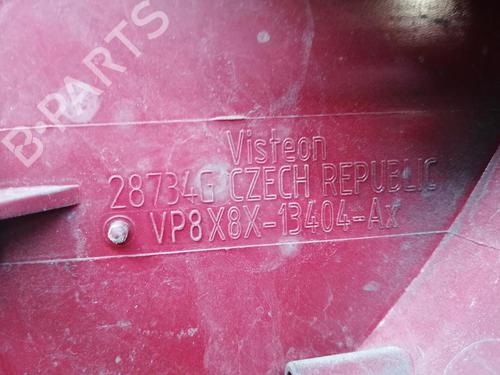 B-PARTS
Visteon
28734G CZECH REPUBLIC
VP8X8X-13404-Ax